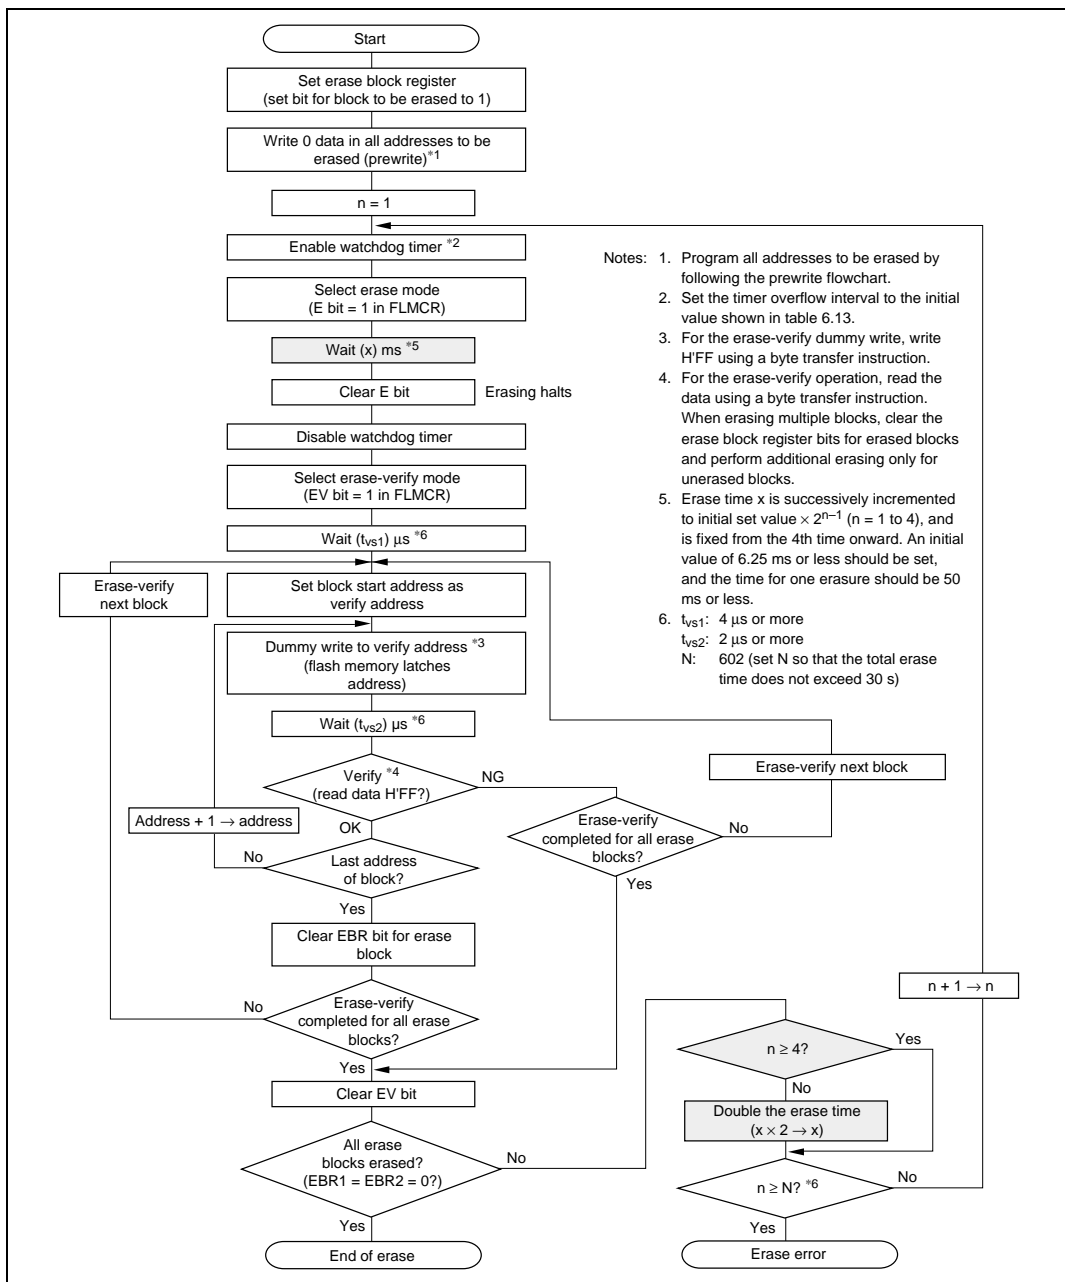 Start
Set erase block register
(set bit for block to be erased to 1)
Write 0 data in all addresses to be
erased (prewrite)*1
n = 1
Enable watchdog timer *2
Select erase mode
(E bit = 1 in FLMCR)
Wait (x) ms *5
Clear E bit
Erasing halts
Disable watchdog timer
Select erase-verify mode
(EV bit = 1 in FLMCR)
Wait (tvs1) µs *6
Erase-verify
next block
Set block start address as
verify address
Dummy write to verify address *3
(flash memory latches
address)
Wait (tvs2) µs *6
Verify *4
(read data H'FF?)
NG
OK
Address + 1 → address
No
Last address
of block?
Yes
Clear EBR bit for erase
block
No
Erase-verify
completed for all erase
blocks?
Yes
Clear EV bit
All erase
blocks erased?
(EBR1 = EBR2 = 0?)
No
Yes
End of erase
Notes: 1. Program all addresses to be erased by
following the prewrite flowchart.
2. Set the timer overflow interval to the initial
value shown in table 6.13.
3. For the erase-verify dummy write, write
H'FF using a byte transfer instruction.
4. For the erase-verify operation, read the
data using a byte transfer instruction.
When erasing multiple blocks, clear the
erase block register bits for erased blocks
and perform additional erasing only for
unerased blocks.
5. Erase time x is successively incremented
to initial set value × 2n–1 (n = 1 to 4), and
is fixed from the 4th time onward. An initial
value of 6.25 ms or less should be set,
and the time for one erasure should be 50
ms or less.
6. tvs1: 4 µs or more
tvs2: 2 µs or more
N: 602 (set N so that the total erase
time does not exceed 30 s)
Erase-verify next block
Erase-verify
completed for all erase
blocks?
No
Yes
n + 1 → n
n ≥ 4?
Yes
No
Double the erase time
(x × 2 → x)
n ≥ N? *6
No
Yes
Erase error